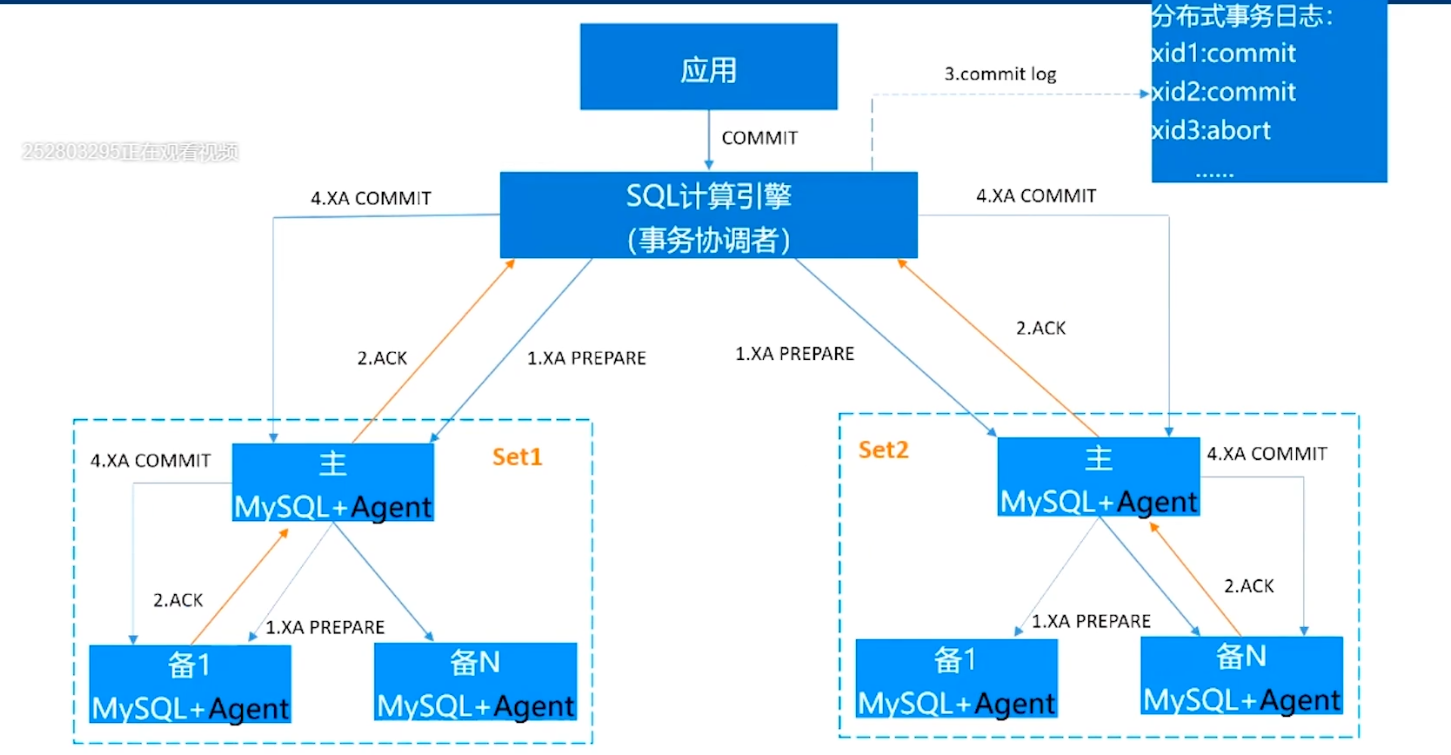 分布式事务日志：
xid1:commit
xid2:commit
xid3:abort
......
应用
3.commit log
COMMIT
252803295正在观看视频
4.XA COMMIT
SQL计算引擎
（事务协调者）
4.XA COMMIT
2.ACK
1.XA PREPARE
1.XA PREPARE
2.ACK
Set1
4.XA COMMIT
主
MySQL+Agent
2.ACK
1.XA PREPARE
备1
MySQL+Agent
备N
MySQL+Agent
Set2
主
MySQL+Agent
4.XA COMMIT
2.ACK
1.XA PREPARE
备1
MySQL+Agent
备N
MySQL+Agent